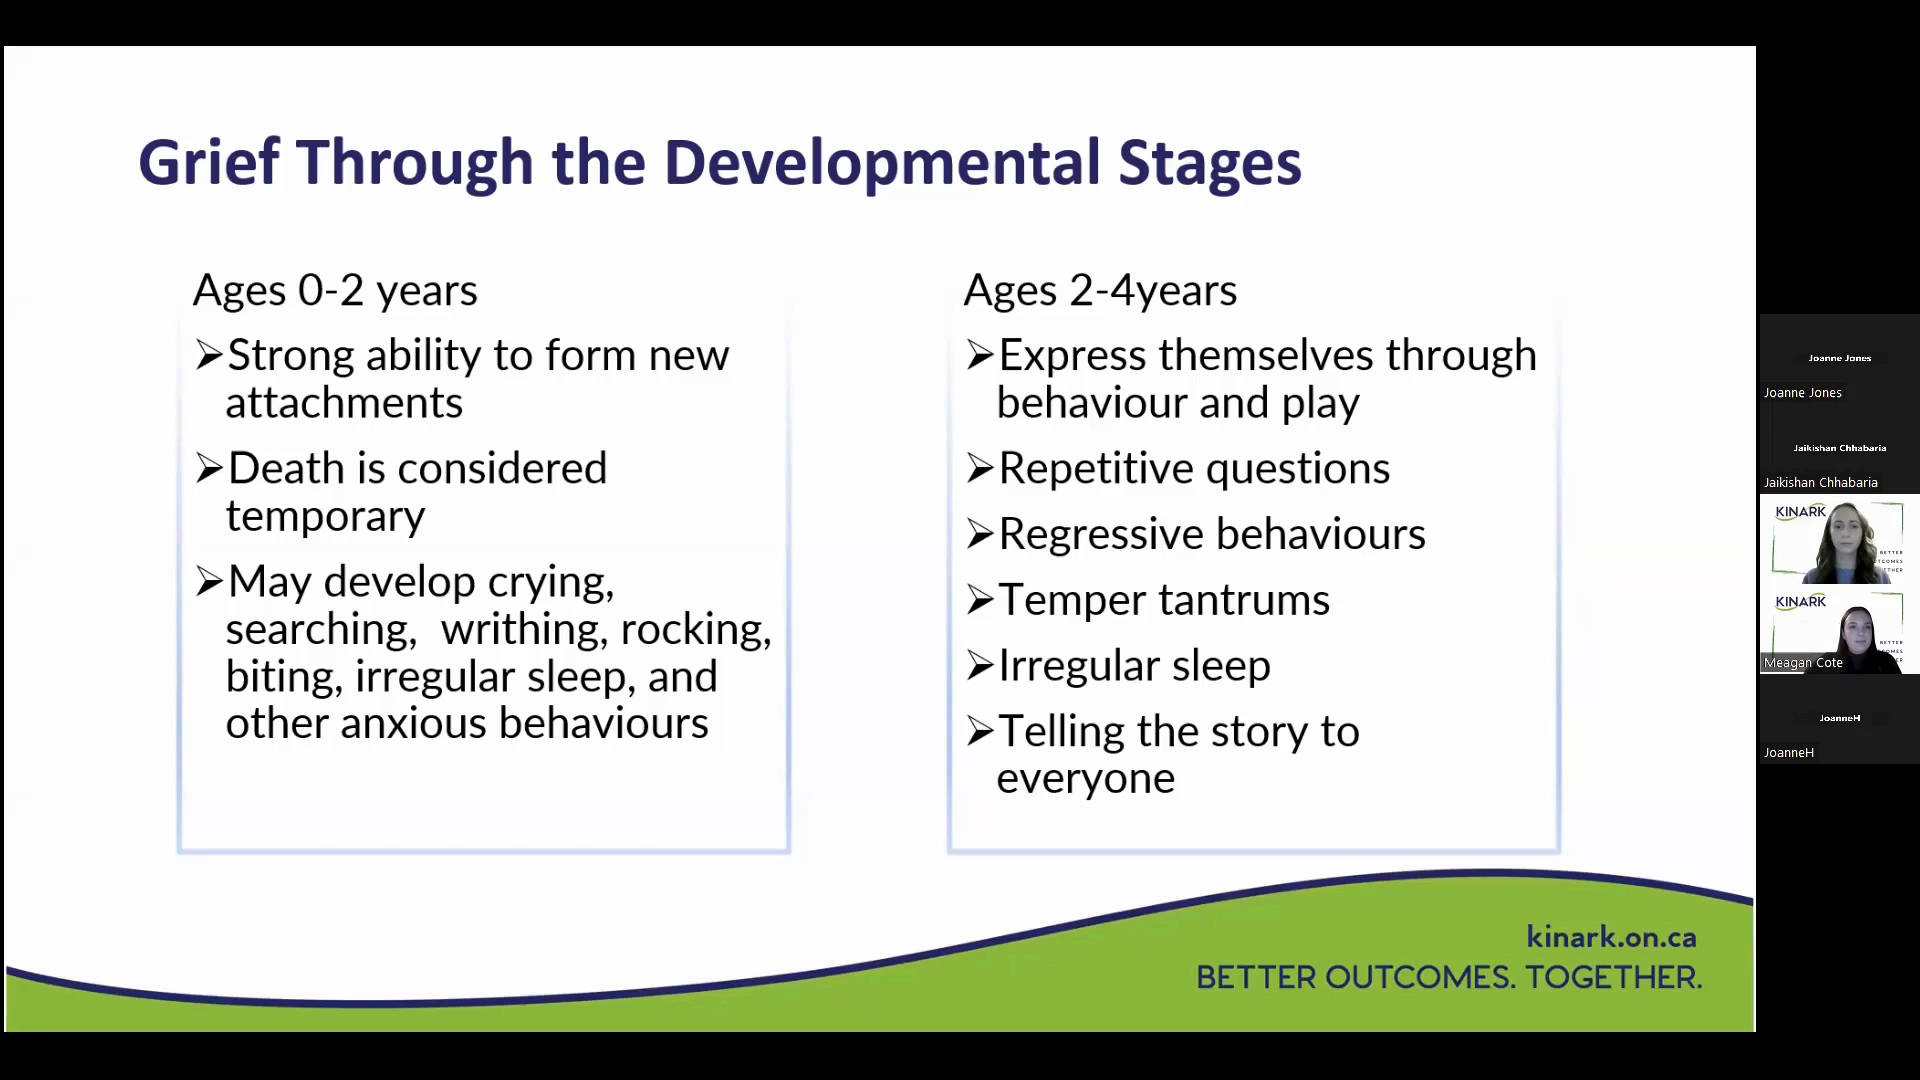 Grief Through the Developmental Stages
Ages 0-2 years
➢Strong ability to form new
attachments
➢Death is considered
temporary
➢May develop crying,
searching,  writhing, rocking,
biting, irregular sleep, and
other anxious behaviours
Ages 2-4years
➢Express themselves through
behaviour and play
➢Repetitive questions
➢Regressive behaviours
➢Temper tantrums
➢Irregular sleep
➢Telling the story to
everyone
kinark.on.ca
BETTER OUTCOMES. TOGETHER.
Joanne Jones
Joanne Jones
Jaikishan Chhabaria
Jaikishan Chhabaria
KINARK
BETTER
KINARK
BETTER
Meagan Cote
JoanneH
JoanneH